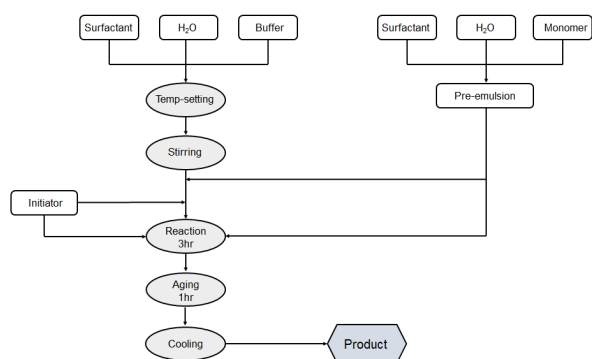 Surfactant
H₂O
Buffer
Surfactant
H₂O
Monomer
Temp-setting
Pre-emulsion
Stirring
Initiator
Reaction
3hr
Aging
1hr
Cooling
Product